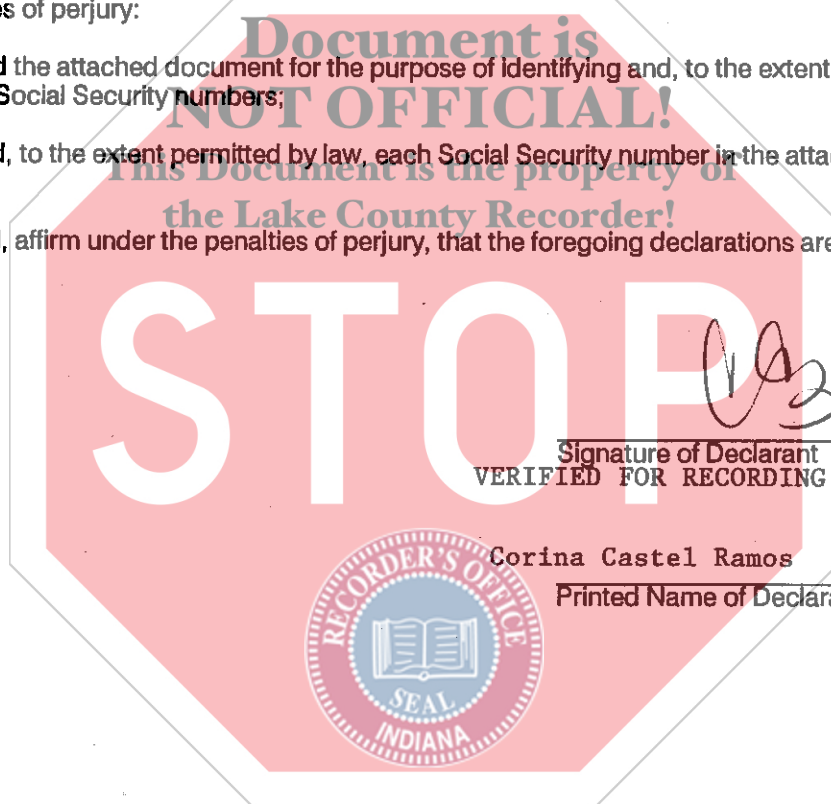 es of perjury:
Document is
d the attached document for the purpose of identifying and, to the extent
Social Security numbers;
NOT OFFICIAL!
d, to the extent permitted by law, each Social Security number in the atta
This Document is the property of
the Lake County Recorder!
, affirm under the penalties of perjury, that the foregoing declarations are
STOP
Signature of Declarant
VERIFIED FOR RECORDING
Corina Castel Ramos
Printed Name of Declara
RECORDER'S OFFICE
SEAL
INDIANA